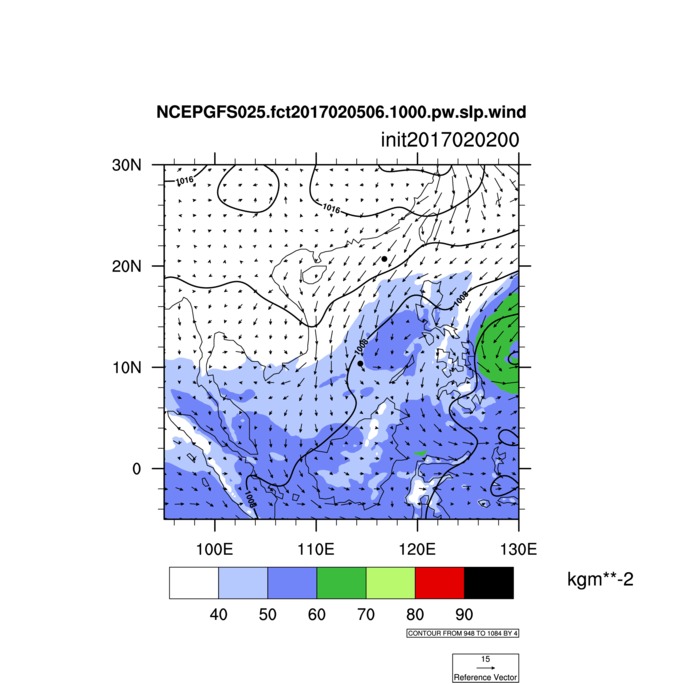 NCEPGFS025.fct2017020506.1000.pw.slp.wind
init2017020200
30N
1016
1016
20N
1008
1008
10N
0
1008
100E 110E 120E 130E
kgm**-2
40 50 60 70 80 90
CONTOUR FROM 948 TO 1084 BY 4
15
Reference Vector